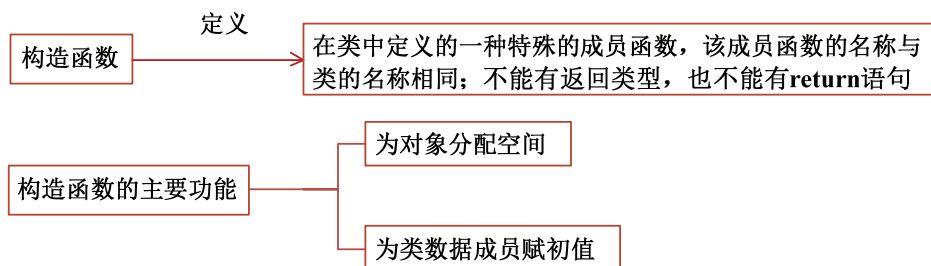 定义
构造函数
在类中定义的一种特殊的成员函数，该成员函数的名称与
类的名称相同；不能有返回类型，也不能有return语句
为对象分配空间
构造函数的主要功能
为类数据成员赋初值